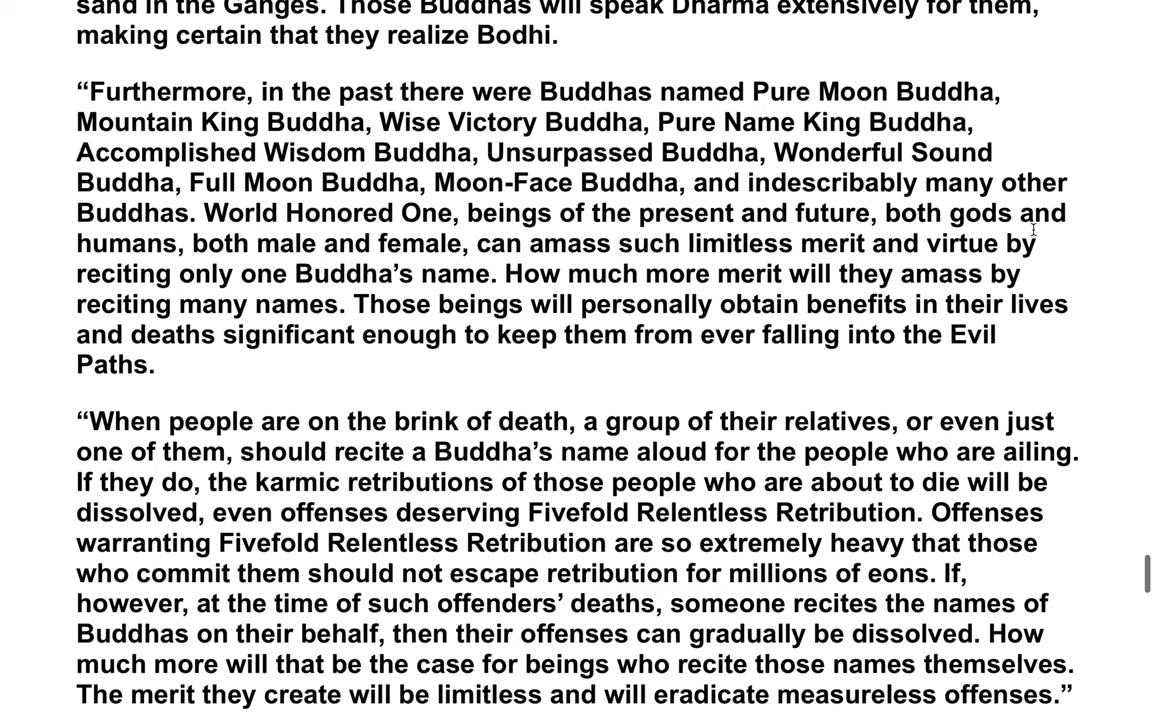 sand in the Ganges. Those Buddhas will speak Dharma extensively for them,
making certain that they realize Bodhi.
“Furthermore, in the past there were Buddhas named Pure Moon Buddha,
Mountain King Buddha, Wise Victory Buddha, Pure Name King Buddha,
Accomplished Wisdom Buddha, Unsurpassed Buddha, Wonderful Sound
Buddha, Full Moon Buddha, Moon-Face Buddha, and indescribably many other
Buddhas. World Honored One, beings of the present and future, both gods and
humans, both male and female, can amass such limitless merit and virtue by
reciting only one Buddha’s name. How much more merit will they amass by
reciting many names. Those beings will personally obtain benefits in their lives
and deaths significant enough to keep them from ever falling into the Evil
Paths.
“When people are on the brink of death, a group of their relatives, or even just
one of them, should recite a Buddha’s name aloud for the people who are ailing.
If they do, the karmic retributions of those people who are about to die will be
dissolved, even offenses deserving Fivefold Relentless Retribution. Offenses
warranting Fivefold Relentless Retribution are so extremely heavy that those
who commit them should not escape retribution for millions of eons. If,
however, at the time of such offenders’ deaths, someone recites the names of
Buddhas on their behalf, then their offenses can gradually be dissolved. How
much more will that be the case for beings who recite those names themselves.
The merit they create will be limitless and will eradicate measureless offenses.”